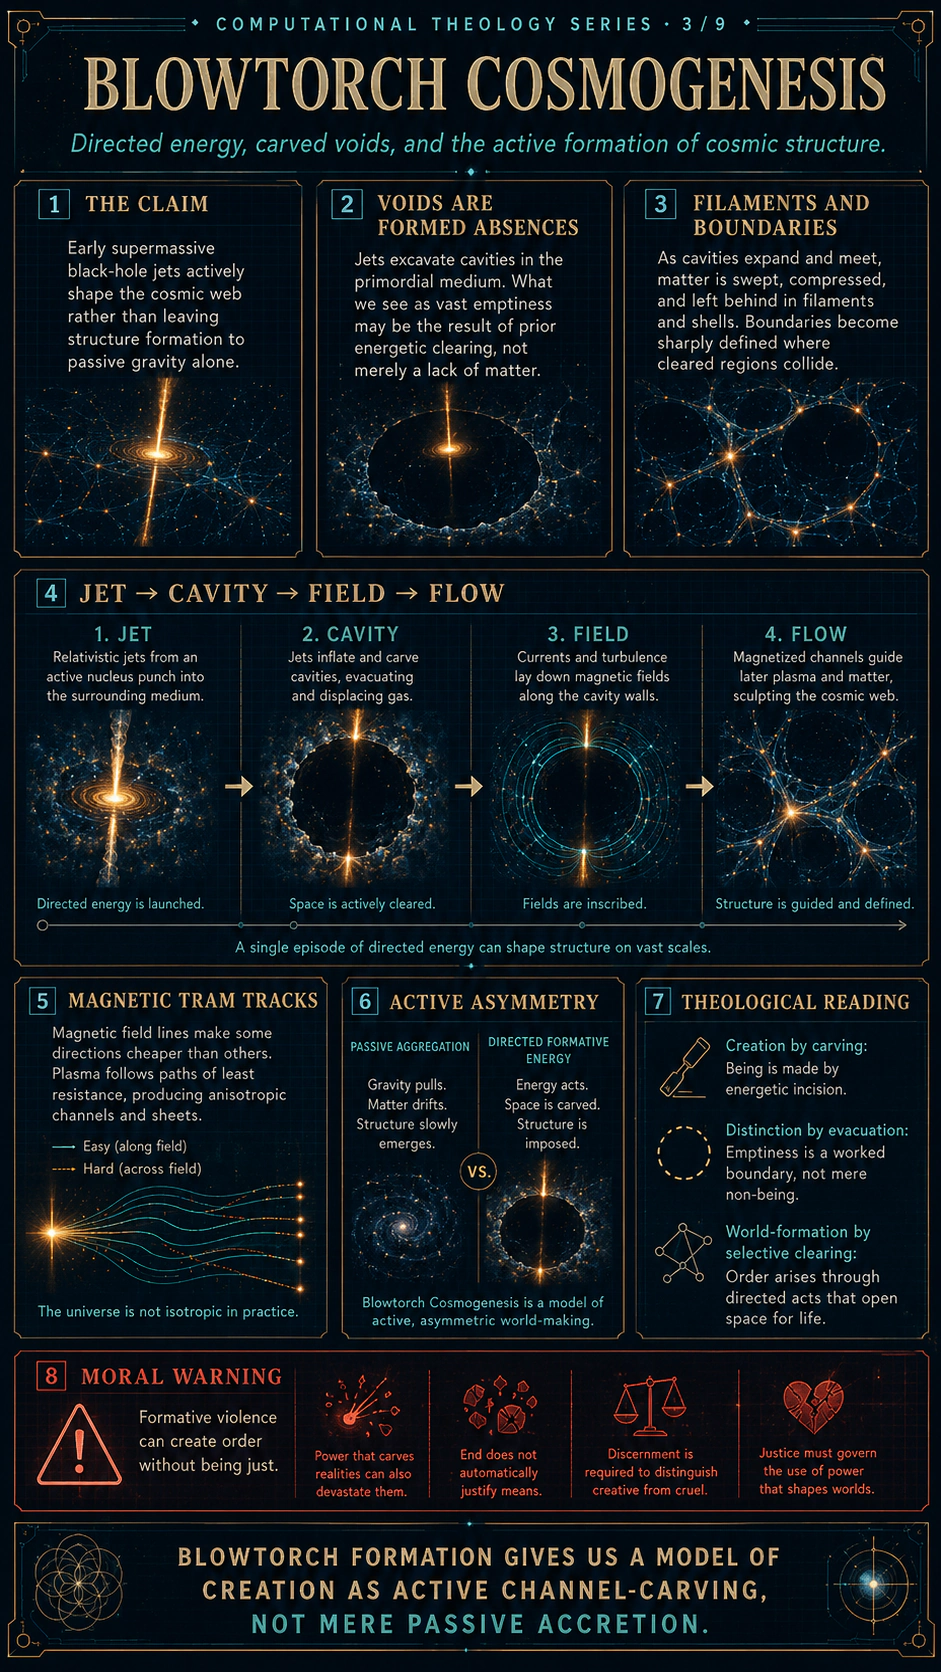 COMPUTATIONAL THEOLOGY SERIES · 3/9
BLOWTORCH COSMOGENESIS
Directed energy, carved voids, and the active formation of cosmic structure.
1
THE CLAIM
Early supermassive
black-hole jets actively
shape the cosmic web
rather than leaving
structure formation to
passive gravity alone.
2
VOIDS ARE
FORMED ABSENCES
Jets excavate cavities in the
primordial medium. What
we see as vast emptiness
may be the result of prior
energetic clearing, not
merely a lack of matter.
3
FILAMENTS AND
BOUNDARIES
As cavities expand and meet,
matter is swept, compressed,
and left behind in filaments
and shells. Boundaries become
sharply defined where
cleared regions collide.
4
JET → CAVITY → FIELD → FLOW
1. JET
Relativistic jets from an
active nucleus punch into
the surrounding medium.
Directed energy is launched.
2. CAVITY
Jets inflate and carve
cavities, evacuating
and displacing gas.
Space is actively cleared.
3. FIELD
Currents and turbulence
lay down magnetic fields
along the cavity walls.
Fields are inscribed.
4. FLOW
Magnetized channels guide
later plasma and matter,
sculpting the cosmic web.
Structure is guided and defined.
A single episode of directed energy can shape structure on vast scales.
5
MAGNETIC TRAM TRACKS
Magnetic field lines make some
directions cheaper than others.
Plasma follows paths of least
resistance, producing anisotropic
channels and sheets.
Easy (along field)
Hard (across field)
The universe is not isotropic in practice.
6
ACTIVE ASYMMETRY
PASSIVE AGGREGATION
Gravity pulls.
Matter drifts.
Structure slowly
emerges.
VS.
DIRECTED FORMATIVE
ENERGY
Energy acts.
Space is carved.
Structure is
imposed.
Blowtorch Cosmogenesis is a model of
active, asymmetric world-making.
7
THEOLOGICAL READING
Creation by carving:
Being is made by
energetic incision.
Distinction by evacuation:
Emptiness is a worked
boundary, not mere
non-being.
World-formation by
selective clearing:
Order arises through
directed acts that open
space for life.
8
MORAL WARNING
Formative violence
can create order
without being just.
Power that carves
realities can also
devastate them.
End does not
automatically
justify means.
Discernment is
required to distinguish
creative from cruel.
Justice must govern
the use of power
that shapes worlds.
BLOWTORCH FORMATION GIVES US A MODEL OF
CREATION AS ACTIVE CHANNEL-CARVING,
NOT MERE PASSIVE ACCRETION.